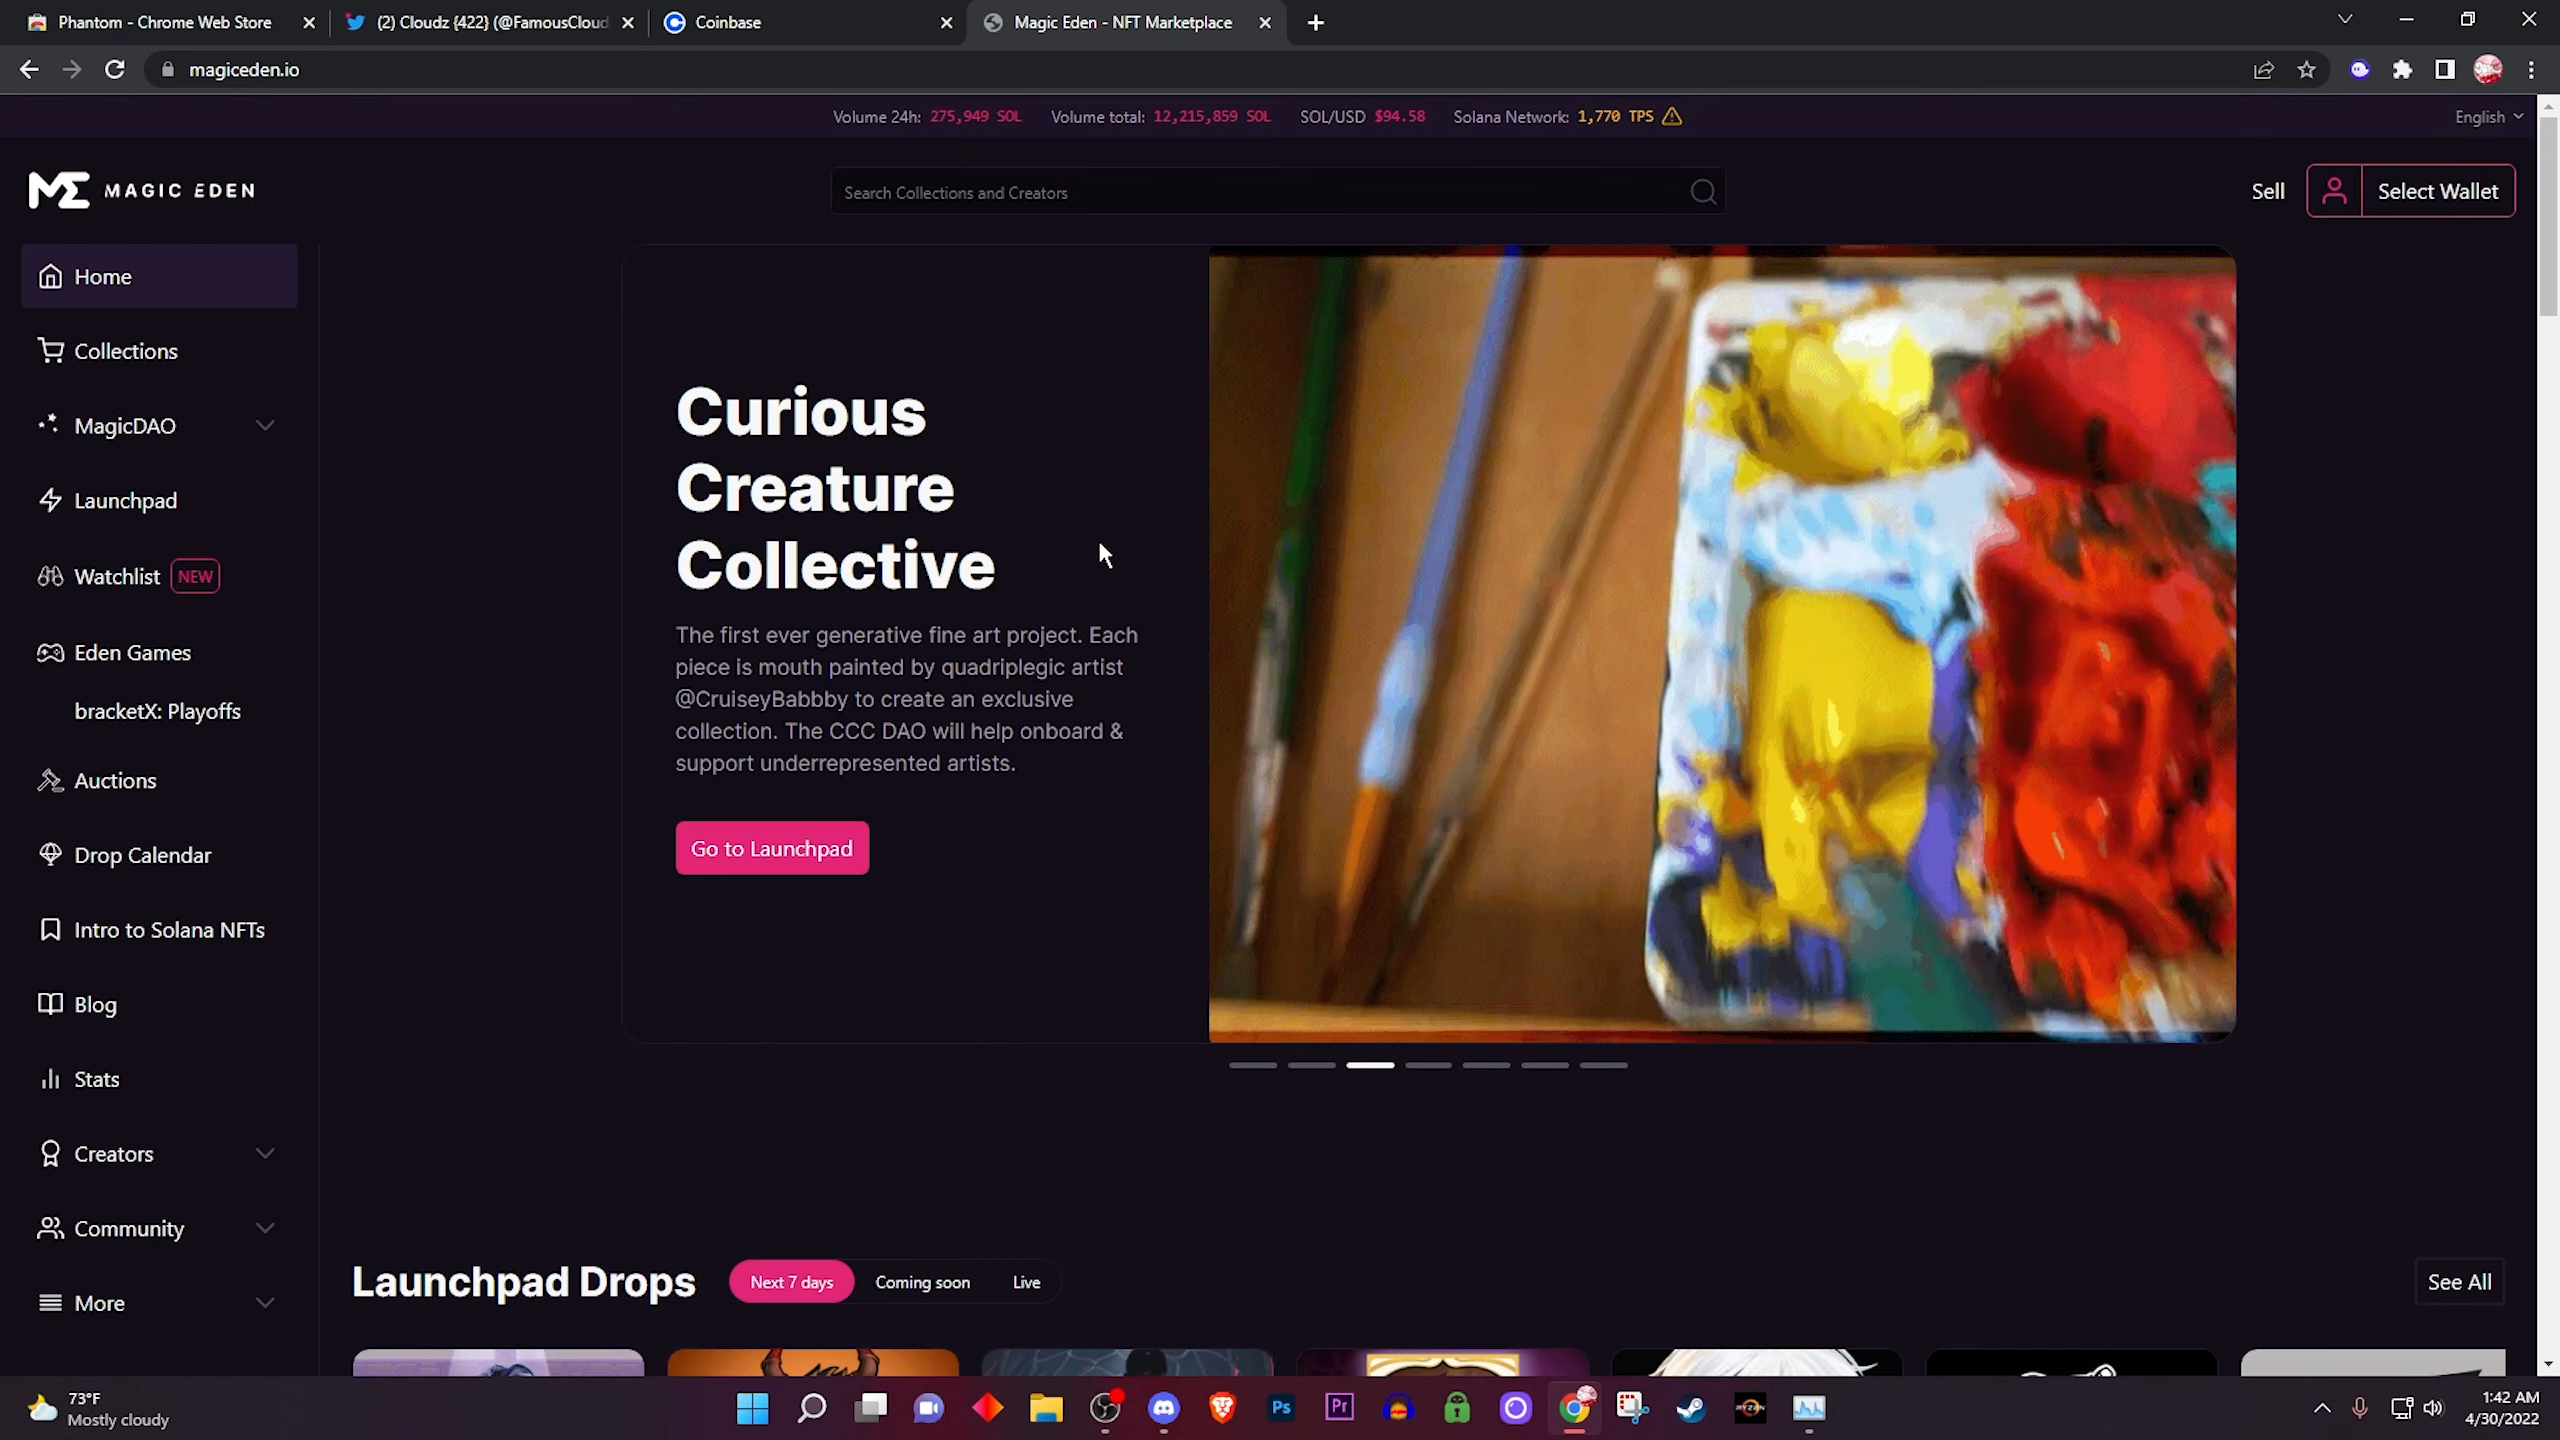 Phantom - Chrome Web Store
(2) Cloudz {422} (@FamousCloud
Coinbase
Magic Eden - NFT Marketplace
magiceden.io
Volume 24h: 275,949 SOL Volume total: 12,215,859 SOL SOL/USD $94.58 Solana Network: 1,770 TPS
English
ME MAGIC EDEN
Search Collections and Creators
Sell
Select Wallet
Home
Collections
MagicDAO
Launchpad
Watchlist NEW
Eden Games
bracketX: Playoffs
Auctions
Drop Calendar
Intro to Solana NFTs
Blog
Stats
Creators
Community
More
Curious
Creature
Collective
The first ever generative fine art project. Each
piece is mouth painted by quadriplegic artist
@CruiseyBabbby to create an exclusive
collection. The CCC DAO will help onboard &
support underrepresented artists.
Go to Launchpad
Launchpad Drops
Next 7 days
Coming soon
Live
See All
73°F
Mostly cloudy
Ps
Pr
RYZEN
1:42 AM
4/30/2022